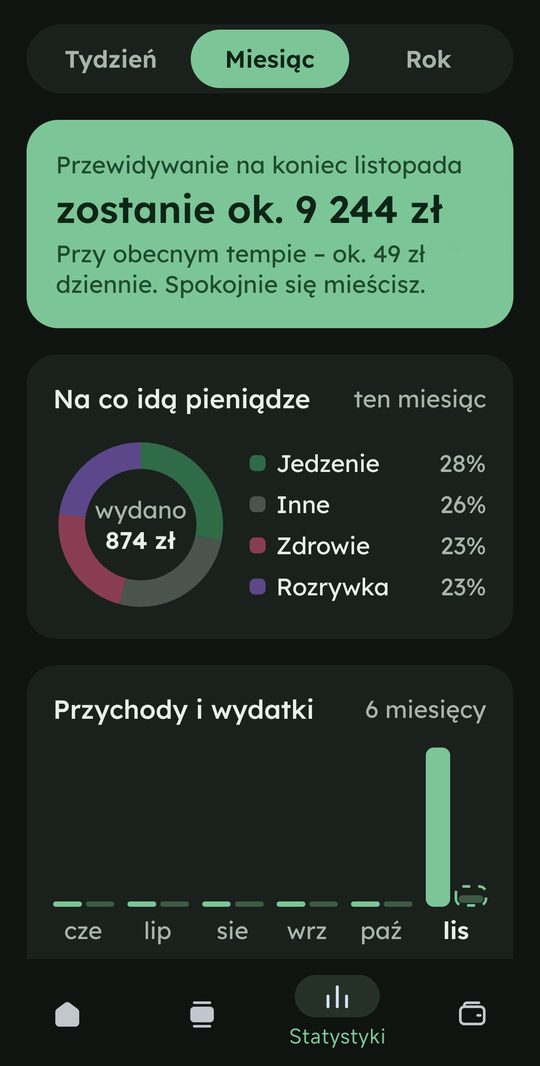 Tydzień Miesiąc Rok
Przewidywanie na koniec listopada
zostanie ok. 9 244 zł
Przy obecnym tempie – ok. 49 zł
dziennie. Spokojnie się mieścisz.
Na co idą pieniądze ten miesiąc
wydano
874 zł
Jedzenie 28%
Inne 26%
Zdrowie 23%
Rozrywka 23%
Przychody i wydatki 6 miesięcy
cze lip sie wrz paź lis
Statystyki